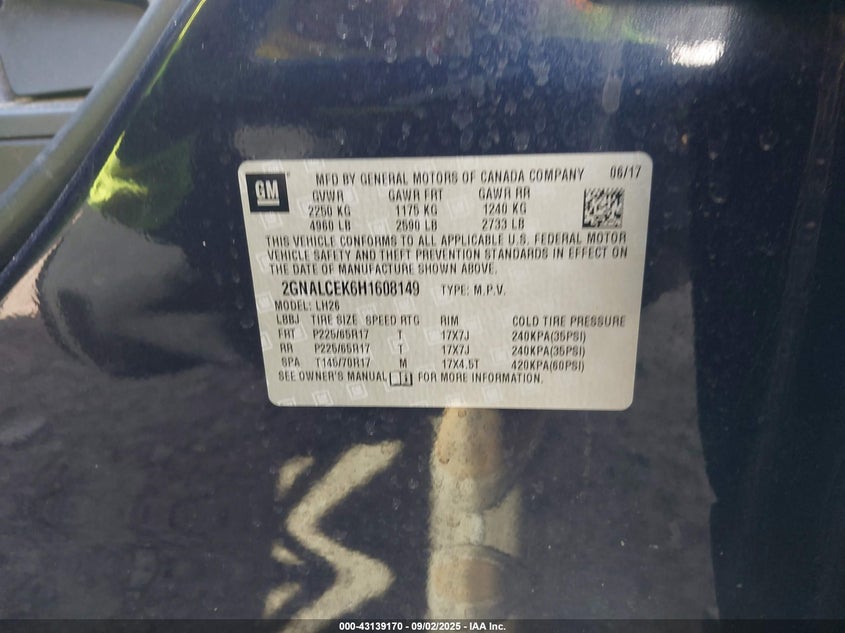 GM
MFD BY GENERAL MOTORS OF CANADA COMPANY 06/17
GVWR GAWR FRT GAWR RR
2250 KG 1175 KG 1240 KG
4960 LB 2590 LB 2733 LB
THIS VEHICLE CONFORMS TO ALL APPLICABLE U.S. FEDERAL MOTOR
VEHICLE SAFETY AND THEFT PREVENTION STANDARDS IN EFFECT ON
THE DATE OF MANUFACTURE SHOWN ABOVE.
2GNALCEK6H1608149 TYPE: M.P.V.
MODEL: LH26
LBBJ TIRE SIZE SPEED RTG RIM COLD TIRE PRESSURE
FRT P225/65R17 T 17X7J 240KPA(35PSI)
RR P225/65R17 T 17X7J 240KPA(35PSI)
SPA T145/70R17 M 17X4.5T 420KPA(60PSI)
SEE OWNER'S MANUAL FOR MORE INFORMATION.
000-43139170 — 09/02/2025 — IAA Inc.